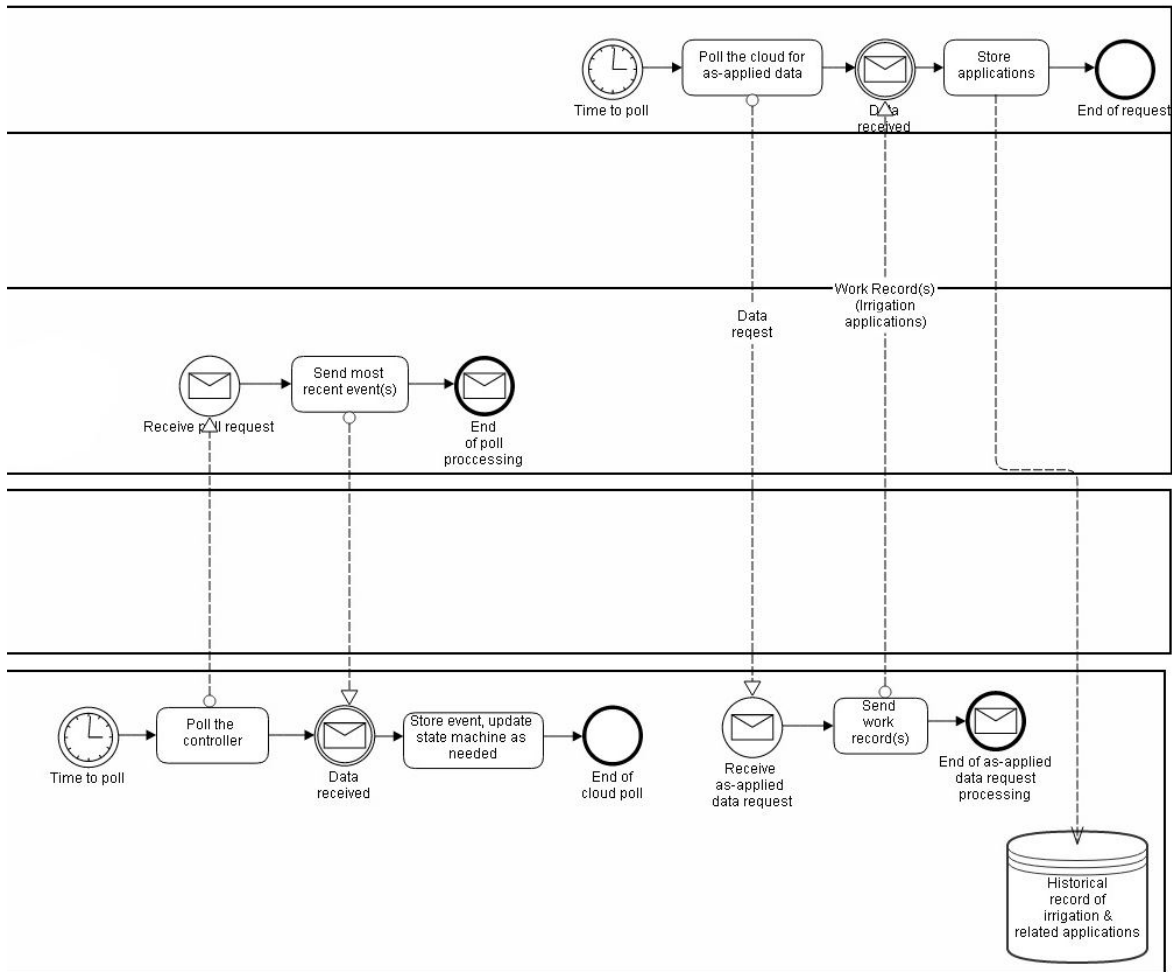 Poll the cloud for
as-applied data
Store
applications
Time to poll
Data
received
End of request
Work Record(s)
(Irrigation
applications)
Data
reqest
Send most
recent event(s)
Receive poll request
End
of poll
proccessing
Poll the
controller
Store event, update
state machine as
needed
Send
work
record(s)
Time to poll
Data
received
End of
cloud poll
Receive
as-applied
data request
End of as-applied
data request
processing
Historical
record of
irrigation &
related applications